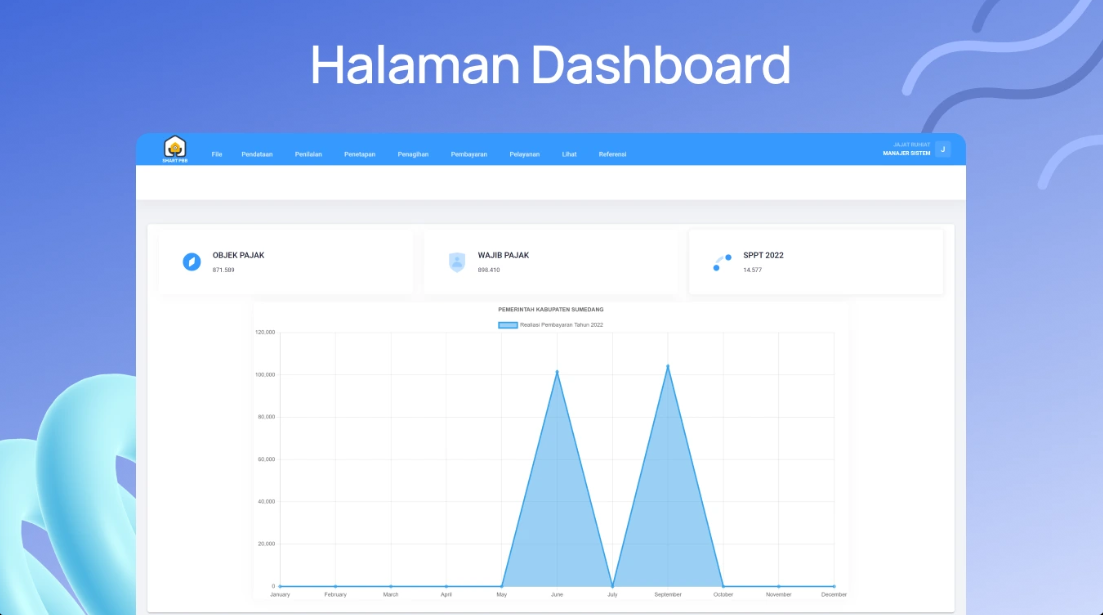 Halaman Dashboard
SMART PBB
File Pendataan Penilaian Penetapan Penagihan Pembayaran Pelayanan Lihat Referensi
JAJAT RUHIAT
MANAJER SISTEM
J
OBJEK PAJAK
871.589
WAJIB PAJAK
898.410
SPPT 2022
14.577
PEMERINTAH KABUPATEN SUMEDANG
Realisasi Pembayaran Tahun 2022
120,000
100,000
80,000
60,000
40,000
20,000
0
January February March April May June July September October November December